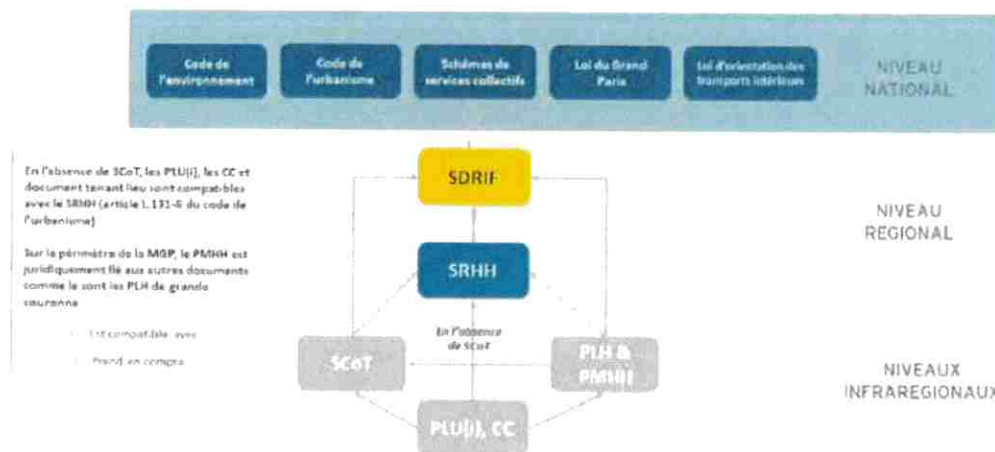 Code de
l'environnement
Code de
l'urbanisme
Schémas de
services collectifs
Loi du Grand
Paris
Loi d'orientation des
transports intérieurs
NIVEAU
NATIONAL
En l'absence de SCoT, les PLU(i), les CC et
document tenant lieu sont compatibles
avec le SRHH (article L.131-6 du code de
l'urbanisme)
Sur le périmètre de la MGP, le PMHH est
juridiquement lié aux autres documents
comme le sont les PLH de grande
couronne
Est compatible avec
Prend en compte
SDRIF
NIVEAU
RÉGIONAL
SRHH
En l'absence
de SCoT
SCoT
PLH &
PMHH
NIVEAUX
INFRARÉGIONAUX
PLU(i), CC